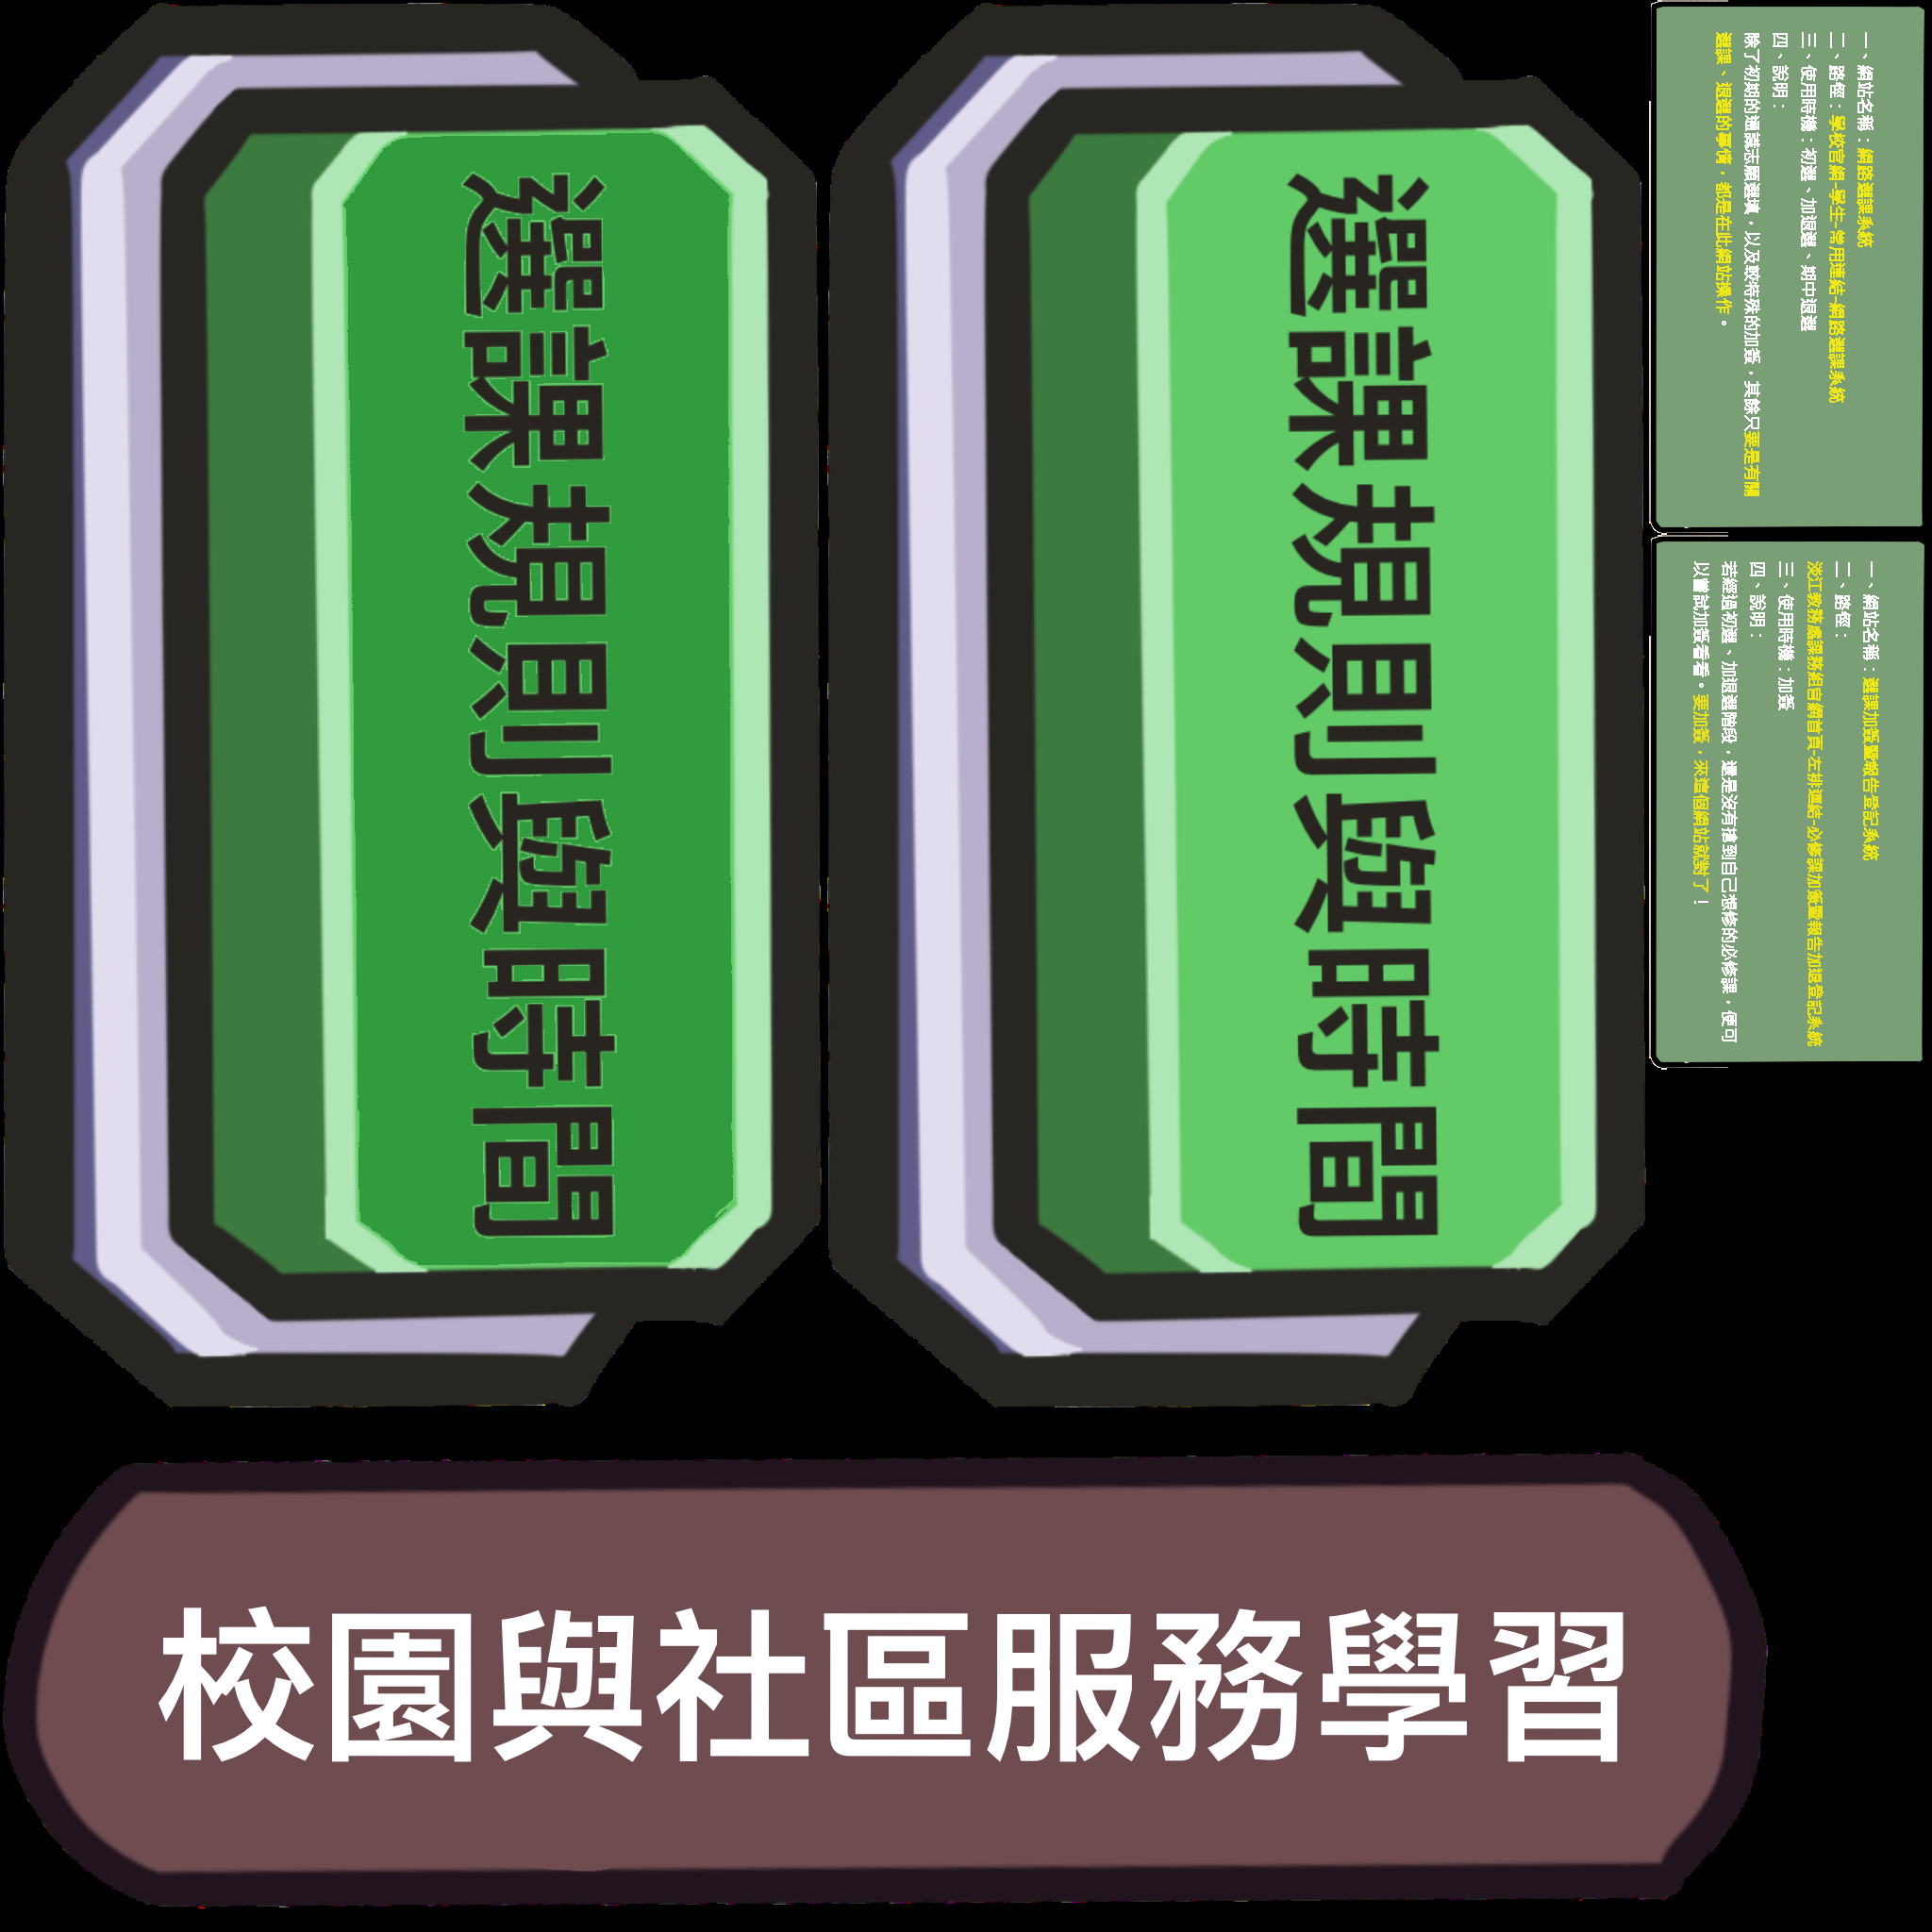 選課規則與時間
選課規則與時間
一、網站名稱：網路選課系統
二、路徑：學校官網-學生-常用連結-網路選課系統
三、使用時機：初選、加退選、期中退選
四、說明：
除了初期的通識志願選填，以及較特殊的加簽，其餘只要是有關
選課、退選的事情，都是在此網站操作。
一、網站名稱：選課加簽暨報告登記系統
二、路徑：
淡江教務處課務組官網首頁-左排連結-必修課加簽暨報告加退登記系統
三、使用時機：加簽
四、說明：
若經過初選、加退選階段，還是沒有搶到自己想修的必修課，便可
以嘗試加簽看看。要加簽，來這個網站就對了！
校園與社區服務學習